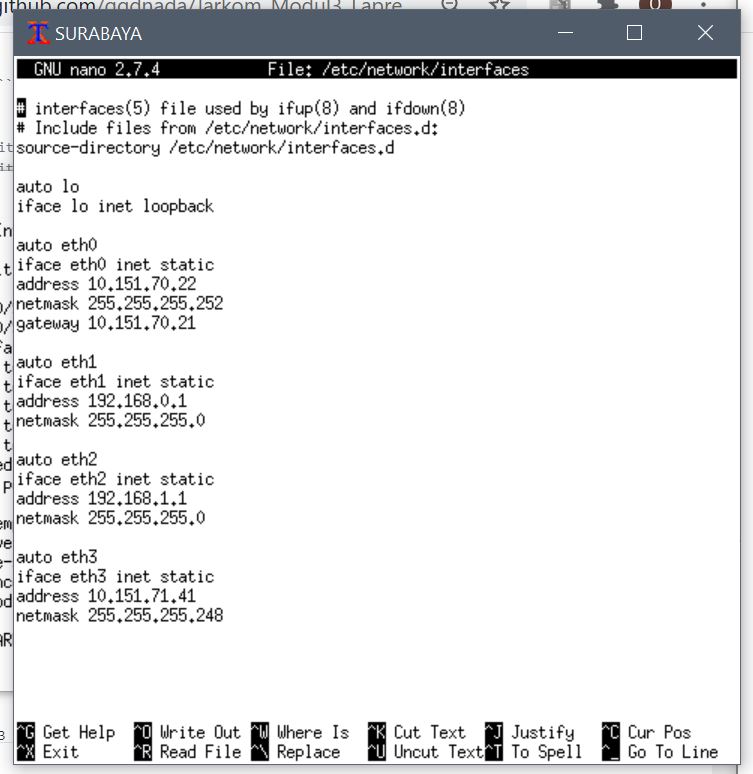 github.com/ggdnada/Jarkom_Modul3_Lapre
SURABAYA
GNU nano 2.7.4 File: /etc/network/interfaces
# interfaces(5) file used by ifup(8) and ifdown(8)
# Include files from /etc/network/interfaces.d:
source-directory /etc/network/interfaces.d
auto lo
iface lo inet loopback
auto eth0
iface eth0 inet static
address 10.151.70.22
netmask 255.255.255.252
gateway 10.151.70.21
auto eth1
iface eth1 inet static
address 192.168.0.1
netmask 255.255.255.0
auto eth2
iface eth2 inet static
address 192.168.1.1
netmask 255.255.255.0
auto eth3
iface eth3 inet static
address 10.151.71.41
netmask 255.255.255.248
^G Get Help ^O Write Out ^W Where Is ^K Cut Text ^J Justify ^C Cur Pos
^X Exit ^R Read File ^\ Replace ^U Uncut Text ^T To Spell ^_ Go To Line